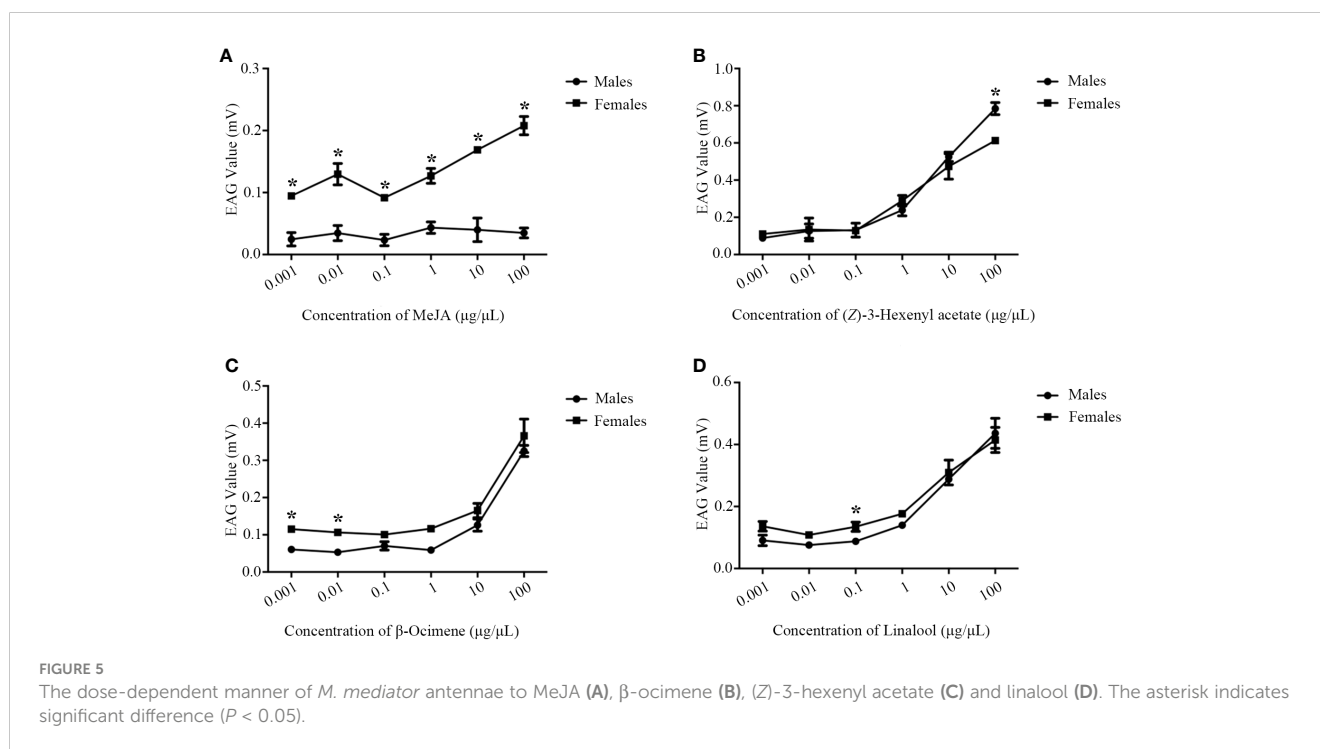 A
0.3
0.2
0.1
0.0
EAG Value (mV)
*
*
*
*
*
*
0.001
0.01
0.1
1
10
100
Concentration of MeJA (μg/μL)
Males
Females
B
1.0
0.8
0.6
0.4
0.2
0.0
EAG Value (mV)
*
0.001
0.01
0.1
1
10
100
Concentration of (Z)-3-Hexenyl acetate (μg/μL)
Males
Females
C
0.5
0.4
0.3
0.2
0.1
0.0
EAG Value (mV)
*
*
0.001
0.01
0.1
1
10
100
Concentration of β-Ocimene (μg/μL)
Males
Females
D
0.6
0.4
0.2
0.0
EAG Value (mV)
*
0.001
0.01
0.1
1
10
100
Concentration of Linalool (μg/μL)
Males
Females
FIGURE 5
The dose-dependent manner of M. mediator antennae to MeJA (A), β-ocimene (B), (Z)-3-hexenyl acetate (C) and linalool (D). The asterisk indicates
significant difference (P < 0.05).